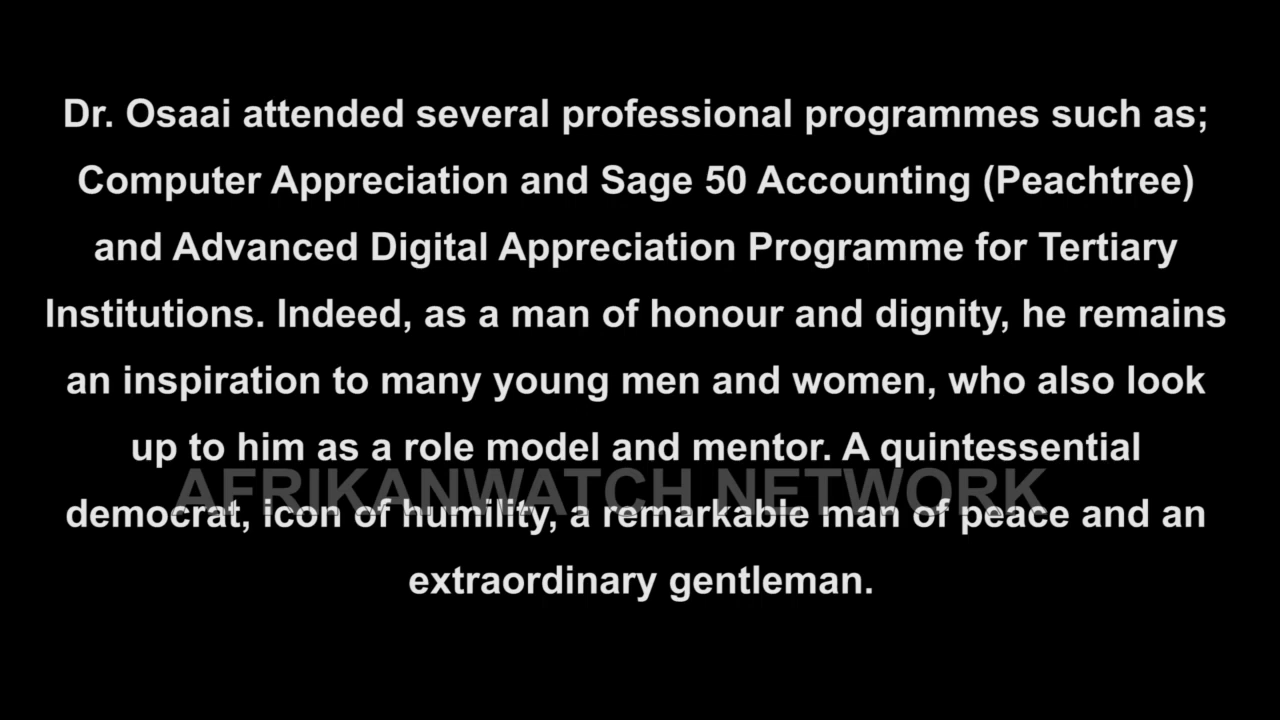 Dr. Osaai attended several professional programmes such as;
Computer Appreciation and Sage 50 Accounting (Peachtree)
and Advanced Digital Appreciation Programme for Tertiary
Institutions. Indeed, as a man of honour and dignity, he remains
an inspiration to many young men and women, who also look
up to him as a role model and mentor. A quintessential
AFRIKANWATCH NETWORK
democrat, icon of humility, a remarkable man of peace and an
extraordinary gentleman.